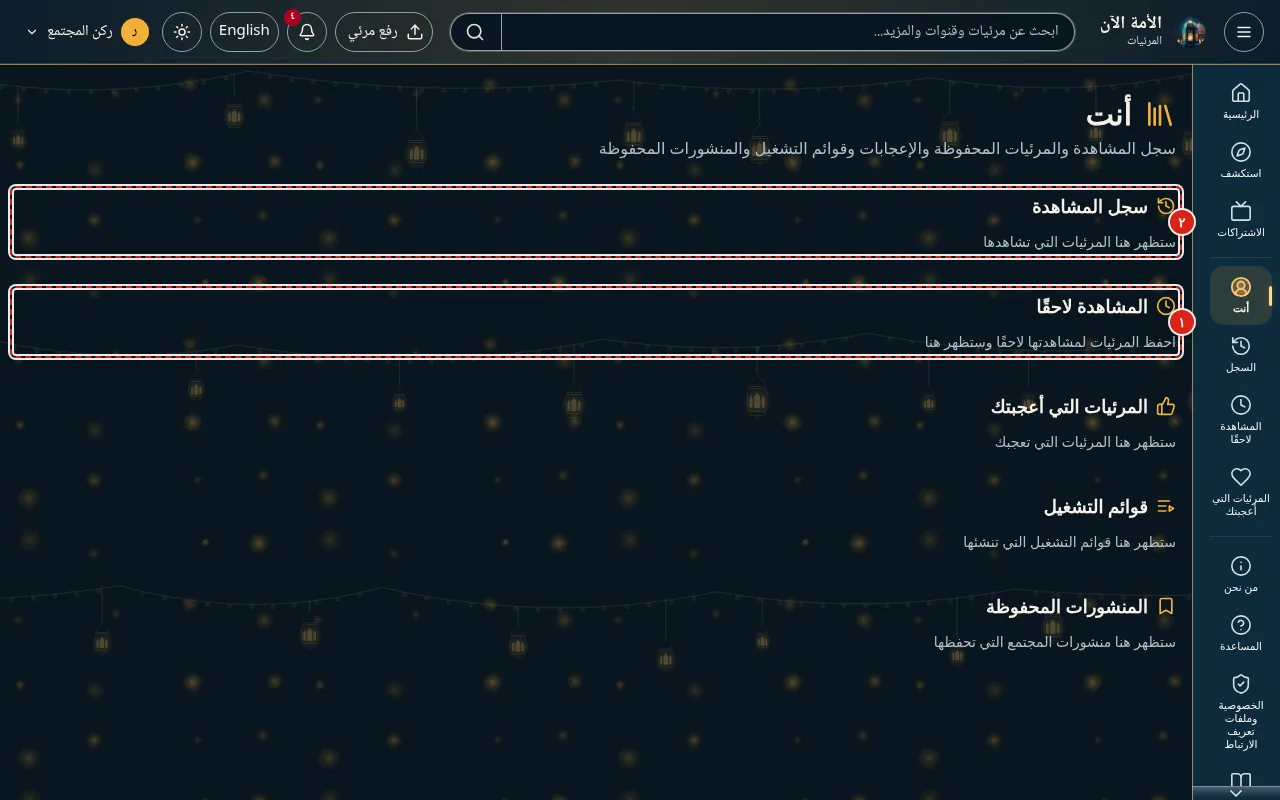 الأمة الآن
المرئيات
ابحث عن مرئيات وقنوات والمزيد...
رفع مرئي
٤
English
ر
ركن المجتمع
الرئيسية
استكشف
الاشتراكات
أنت
السجل
المشاهدة
لاحقًا
المرئيات التي
أعجبتك
من نحن
المساعدة
الخصوصية
وملفات
تعريف
الارتباط
أنت
سجل المشاهدة والمرئيات المحفوظة والإعجابات وقوائم التشغيل والمنشورات المحفوظة
سجل المشاهدة
٢
ستظهر هنا المرئيات التي تشاهدها
المشاهدة لاحقًا
١
احفظ المرئيات لمشاهدتها لاحقًا وستظهر هنا
المرئيات التي أعجبتك
ستظهر هنا المرئيات التي تعجبك
قوائم التشغيل
ستظهر هنا قوائم التشغيل التي تنشئها
المنشورات المحفوظة
ستظهر هنا منشورات المجتمع التي تحفظها